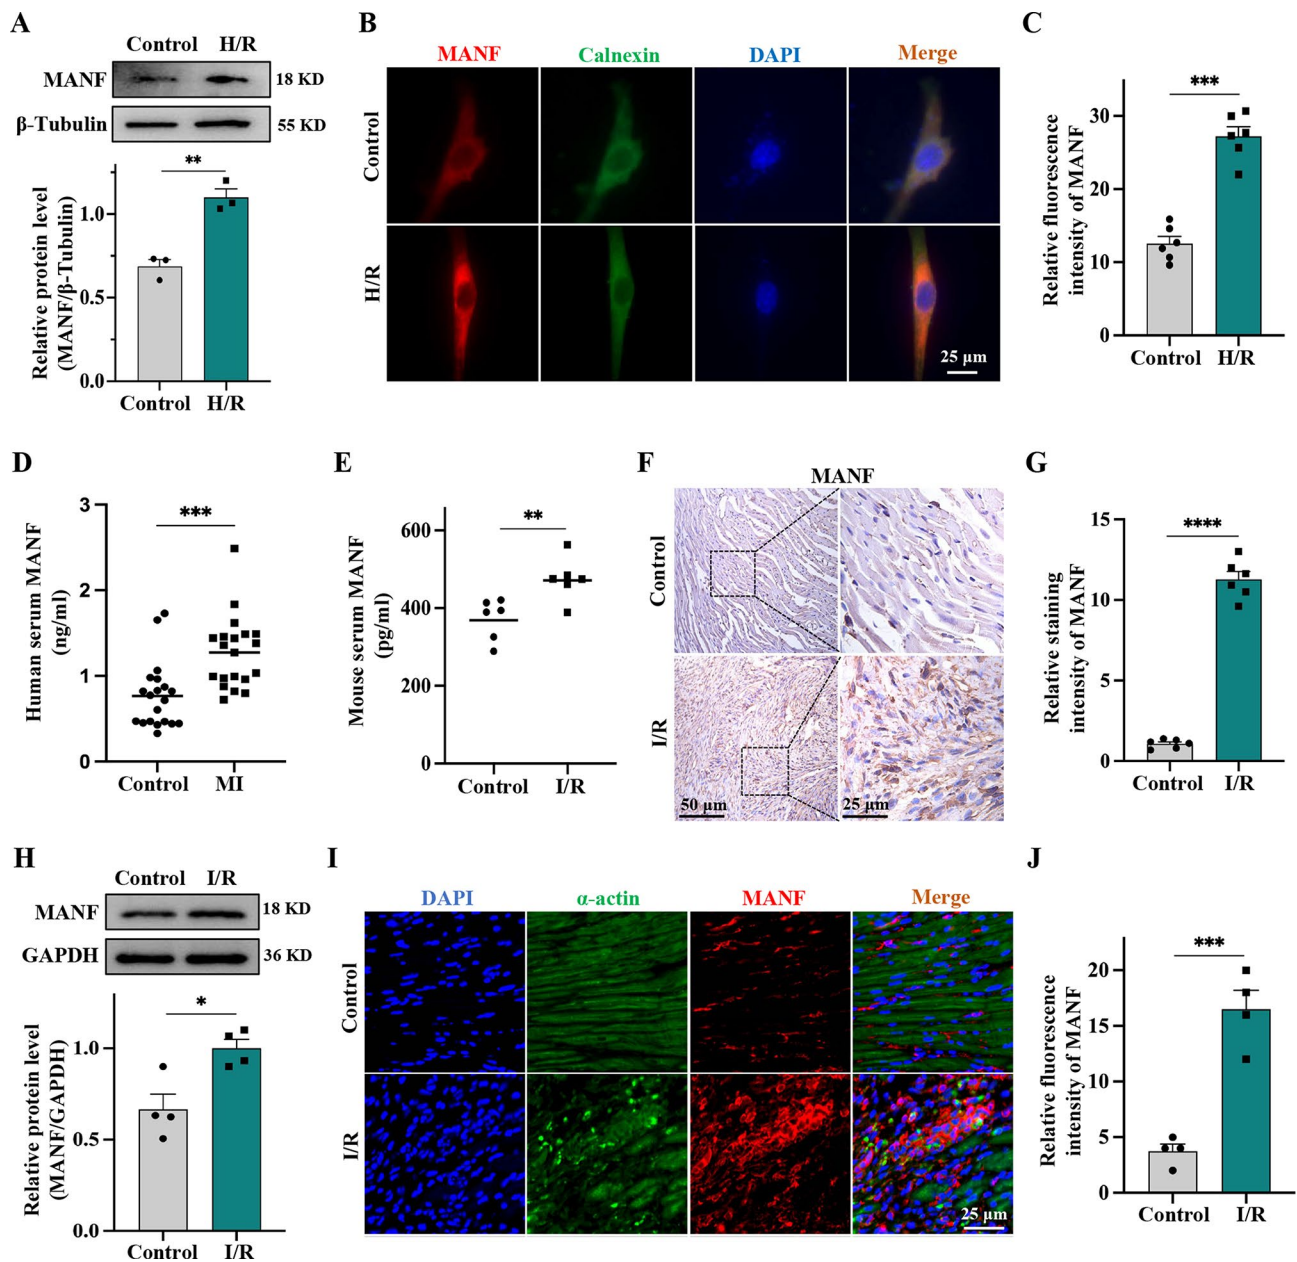 A
Control H/R
MANF 18 KD
β-Tubulin 55 KD
**
Relative protein level
(MANF/β-Tubulin)
1.0
0.5
0.0
Control H/R
B
MANF Calnexin DAPI Merge
Control
H/R
25 μm
C
***
Relative fluorescence
intensity of MANF
30
20
10
0
Control H/R
D
***
Human serum MANF
(ng/ml)
3
2
1
0
Control MI
E
**
Mouse serum MANF
(pg/ml)
600
400
200
0
Control I/R
F
MANF
Control
I/R
50 μm 25 μm
G
****
Relative staining
intensity of MANF
15
10
5
0
Control I/R
H
Control I/R
MANF 18 KD
GAPDH 36 KD
*
Relative protein level
(MANF/GAPDH)
1.0
0.5
0.0
Control I/R
I
DAPI α-actin MANF Merge
Control
I/R
25 μm
J
***
Relative fluorescence
intensity of MANF
20
15
10
5
0
Control I/R